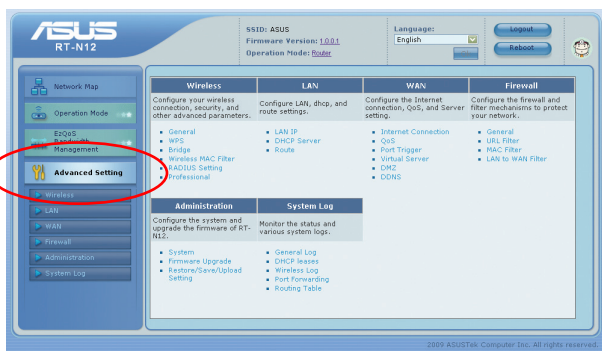 ASUS
RT-N12
SSID: ASUS
Firmware Version: 1.0.0.1
Operation Mode: Router
Language:
English
Logout
Reboot
Network Map
Operation Mode
EzQoS
Bandwidth
Management
Advanced Setting
Wireless
LAN
WAN
Firewall
Administration
System Log
Wireless
Configure your wireless
connection, security, and
other advanced parameters.
General
WPS
Bridge
Wireless MAC Filter
RADIUS Setting
Professional
LAN
Configure LAN, dhcp, and
route settings.
LAN IP
DHCP Server
Route
WAN
Configure the Internet
connection, QoS, and Server
setting.
Internet Connection
QoS
Port Trigger
Virtual Server
DMZ
DDNS
Firewall
Configure the firewall and
filter mechanisms to protect
your network.
General
URL Filter
MAC Filter
LAN to WAN Filter
Administration
Configure the system and
upgrade the firmware of RT-
N12.
System
Firmware Upgrade
Restore/Save/Upload
Setting
System Log
Monitor the status and
various system logs.
General Log
DHCP leases
Wireless Log
Port Forwarding
Routing Table
2009 ASUSTek Computer Inc. All rights reserved.